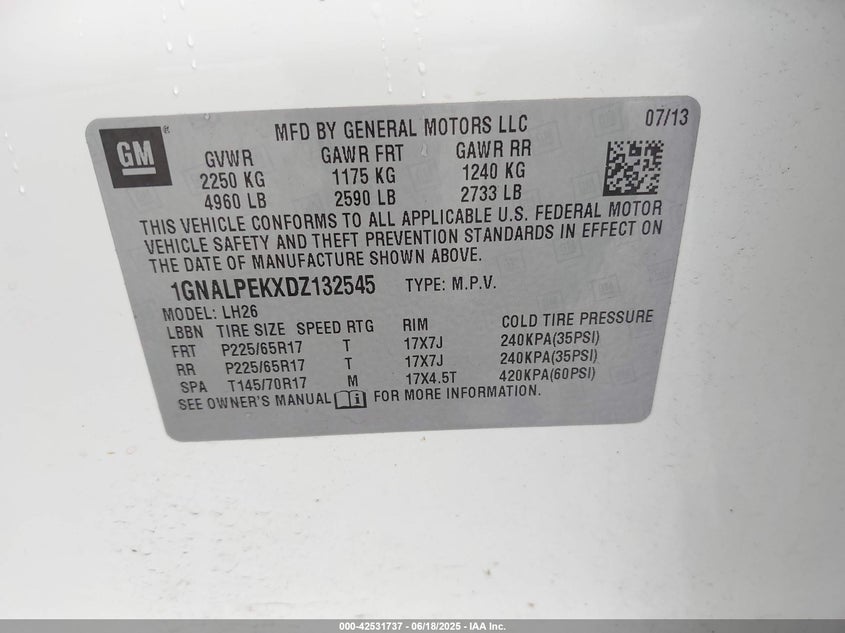 GM
MFD BY GENERAL MOTORS LLC 07/13
GVWR GAWR FRT GAWR RR
2250 KG 1175 KG 1240 KG
4960 LB 2590 LB 2733 LB
THIS VEHICLE CONFORMS TO ALL APPLICABLE U.S. FEDERAL MOTOR
VEHICLE SAFETY AND THEFT PREVENTION STANDARDS IN EFFECT ON
THE DATE OF MANUFACTURE SHOWN ABOVE.
1GNALPEKXDZ132545 TYPE: M.P.V.
MODEL: LH26
LBBN TIRE SIZE SPEED RTG RIM COLD TIRE PRESSURE
FRT P225/65R17 T 17X7J 240KPA(35PSI)
RR P225/65R17 T 17X7J 240KPA(35PSI)
SPA T145/70R17 M 17X4.5T 420KPA(60PSI)
SEE OWNER'S MANUAL FOR MORE INFORMATION.
000-42531737 - 06/18/2025 - IAA Inc.